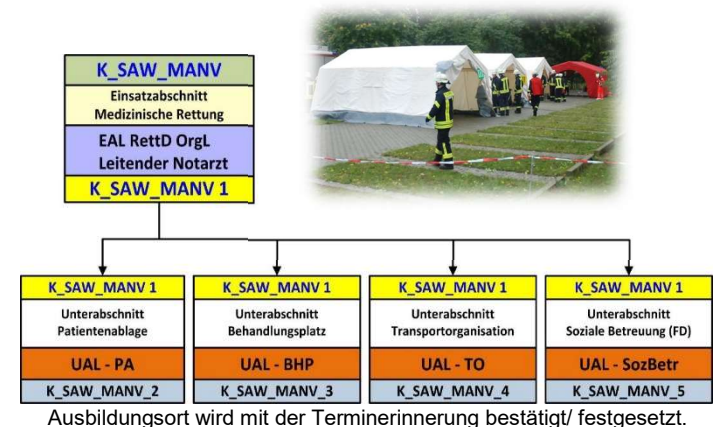 K_SAW_MANV
Einsatzabschnitt
Medizinische Rettung
EAL RettD OrgL
Leitender Notarzt
K_SAW_MANV 1
K_SAW_MANV 1
Unterabschnitt
Patientenablage
UAL - PA
K_SAW_MANV_2
K_SAW_MANV 1
Unterabschnitt
Behandlungsplatz
UAL - BHP
K_SAW_MANV_3
K_SAW_MANV 1
Unterabschnitt
Transportorganisation
UAL - TO
K_SAW_MANV_4
K_SAW_MANV 1
Unterabschnitt
Soziale Betreuung (FD)
UAL - SozBetr
K_SAW_MANV_5
Ausbildungsort wird mit der Terminerinnerung bestätigt/ festgesetzt.